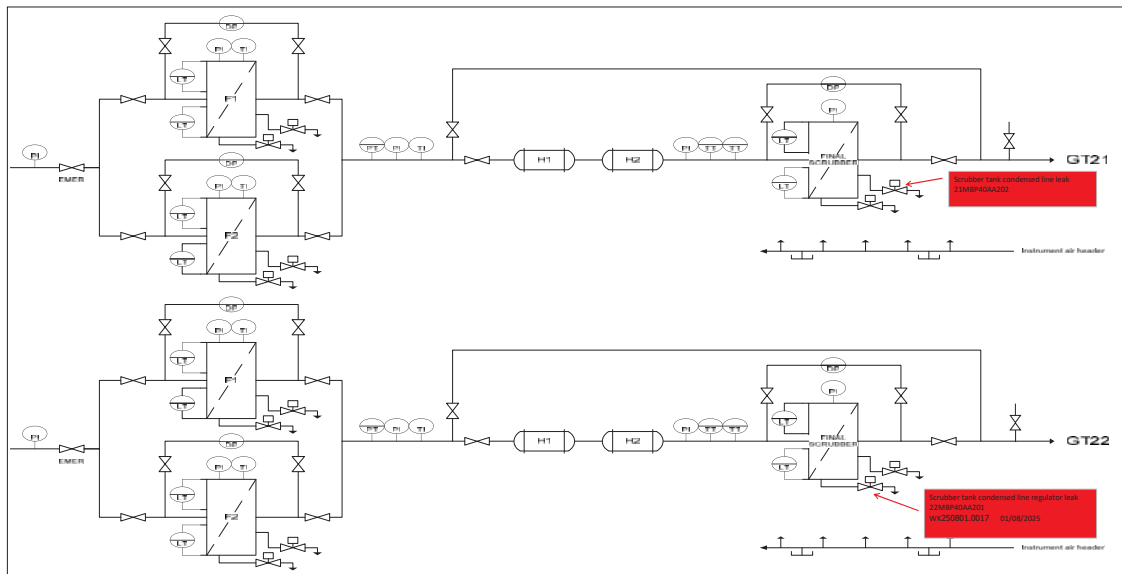 DP
PI TI
LT
F1
LT
PI
EMER
DP
PI TI
LT
F2
LT
PT PI TI
H1 H2
PI TT TT
DP
PI
LT
FINAL
SCRUBBER
LT
GT21
Scrubber tank condensed line leak
21MBP40AA202
Instrument air header
DP
PI TI
LT
F1
LT
PI
EMER
DP
PI TI
LT
F2
LT
PT PI TI
H1 H2
PI TT TT
DP
PI
LT
FINAL
SCRUBBER
LT
GT22
Scrubber tank condensed line regulator leak
22MBP40AA201
WK250801.0017 01/08/2025
Instrument air header